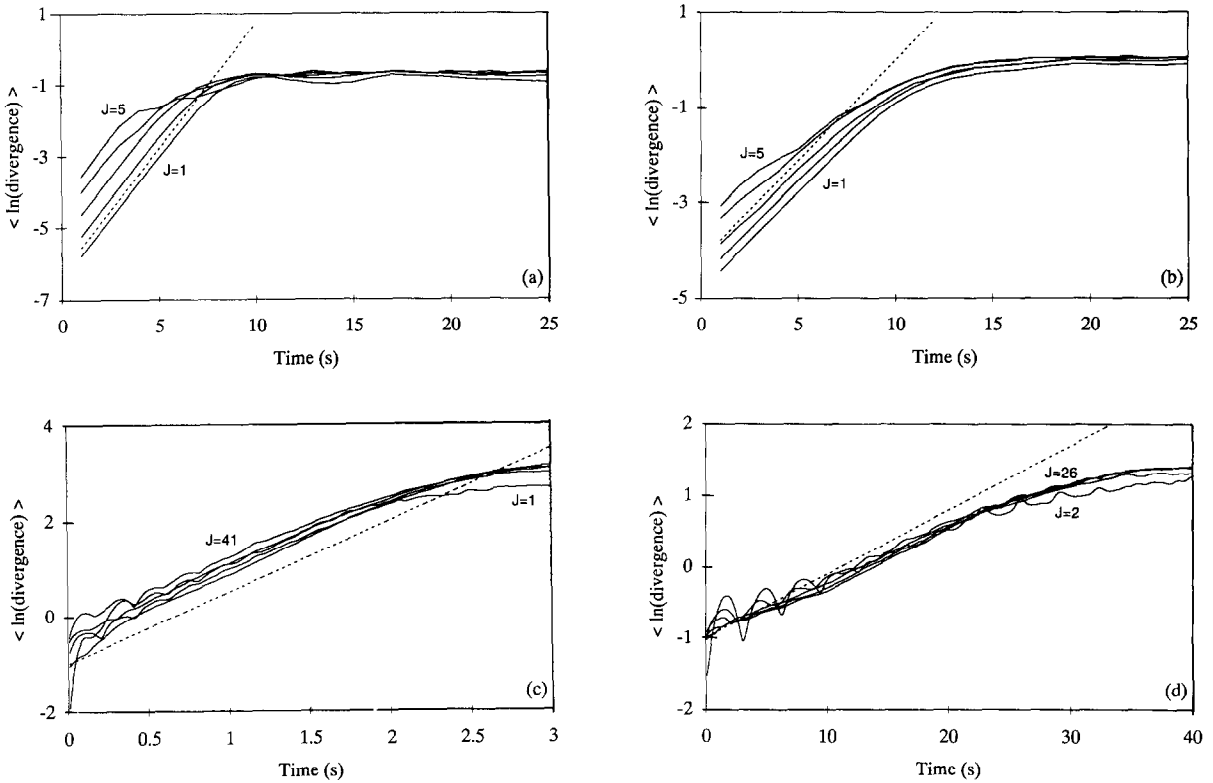 1
-1
-3
-5
-7
< ln(divergence) >
J=5
J=1
(a)
0
5
10
15
20
25
Time (s)
1
-1
-3
-5
< ln(divergence) >
J=5
J=1
(b)
0
5
10
15
20
25
Time (s)
4
2
0
-2
< ln(divergence) >
J=41
J=1
(c)
0
0.5
1
1.5
2
2.5
3
Time (s)
2
1
0
-1
-2
< ln(divergence) >
J=26
J=2
(d)
0
10
20
30
40
Time (s)